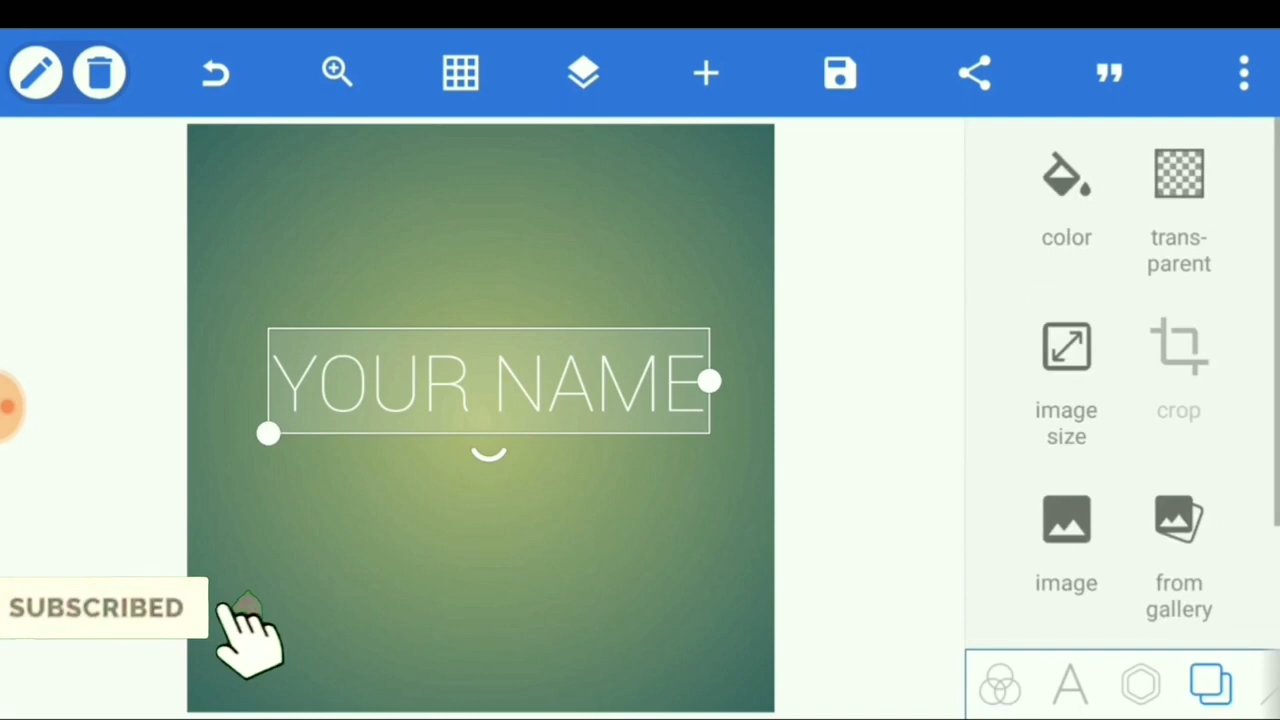 color
trans-
parent
YOUR NAME
image
size
crop
image
from
gallery
SUBSCRIBED